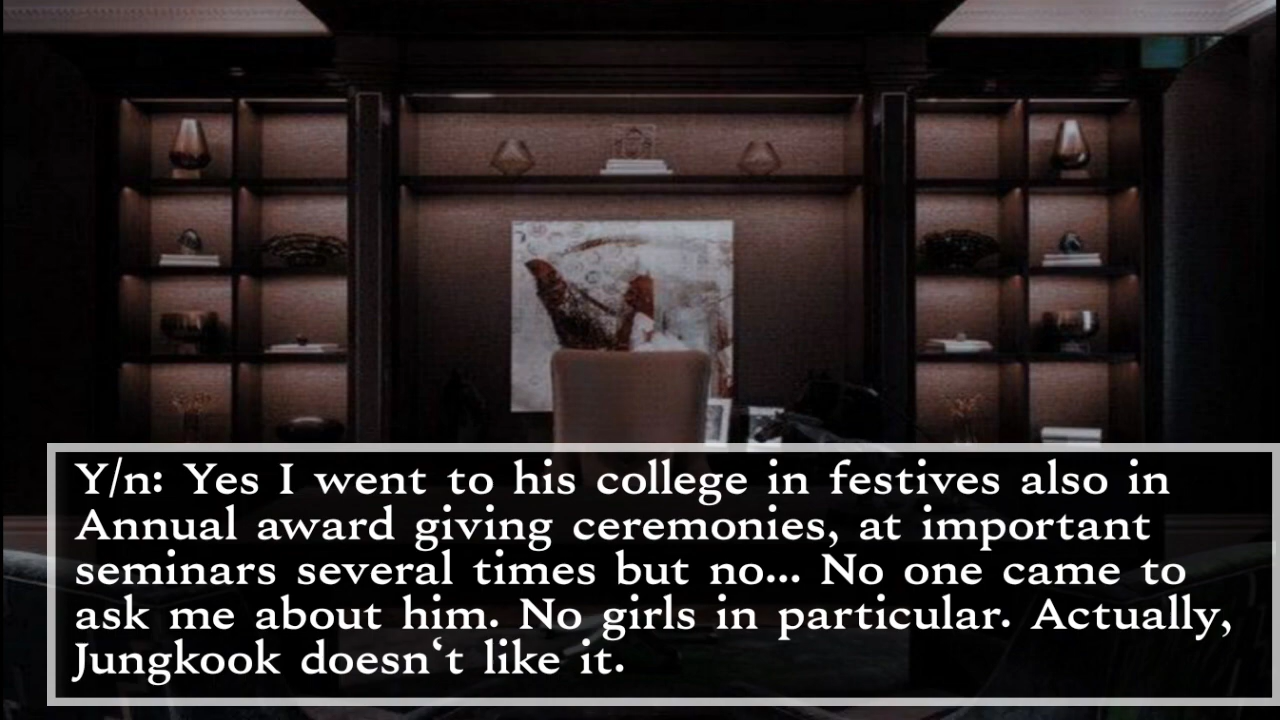 Y/n: Yes I went to his college in festives also in
Annual award giving ceremonies, at important
seminars several times but no... No one came to
ask me about him. No girls in particular. Actually,
Jungkook doesn‘t like it.